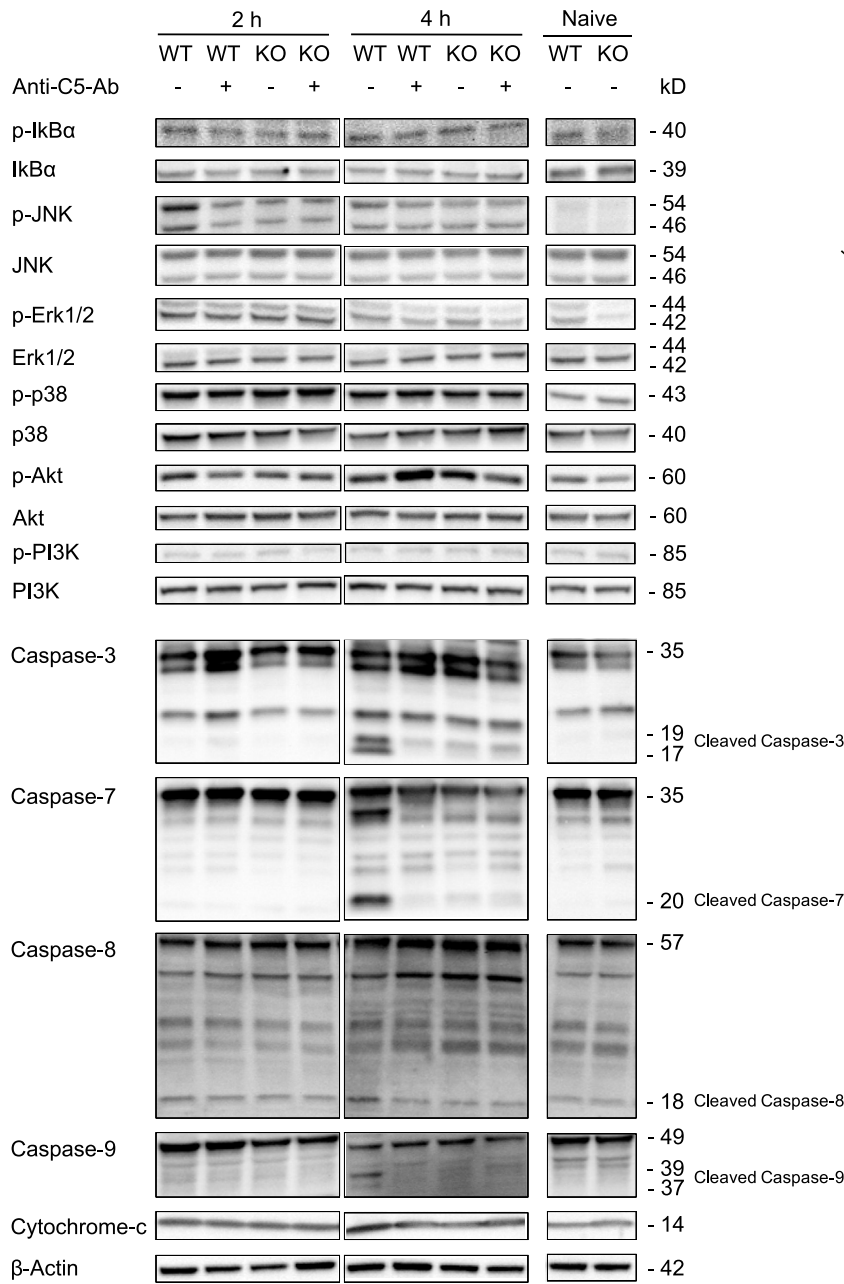 2 h 4 h Naive
WT WT KO KO WT WT KO KO WT KO
Anti-C5-Ab - + - + - + - + - - kD
p-IkBα - 40
IkBα - 39
p-JNK - 54
- 46
JNK - 54
- 46
p-Erk1/2 - 44
- 42
Erk1/2 - 44
- 42
p-p38 - 43
p38 - 40
p-Akt - 60
Akt - 60
p-PI3K - 85
PI3K - 85
Caspase-3 - 35
- 19 Cleaved Caspase-3
- 17
Caspase-7 - 35
- 20 Cleaved Caspase-7
Caspase-8 - 57
- 18 Cleaved Caspase-8
Caspase-9 - 49
- 39 Cleaved Caspase-9
- 37
Cytochrome-c - 14
β-Actin - 42